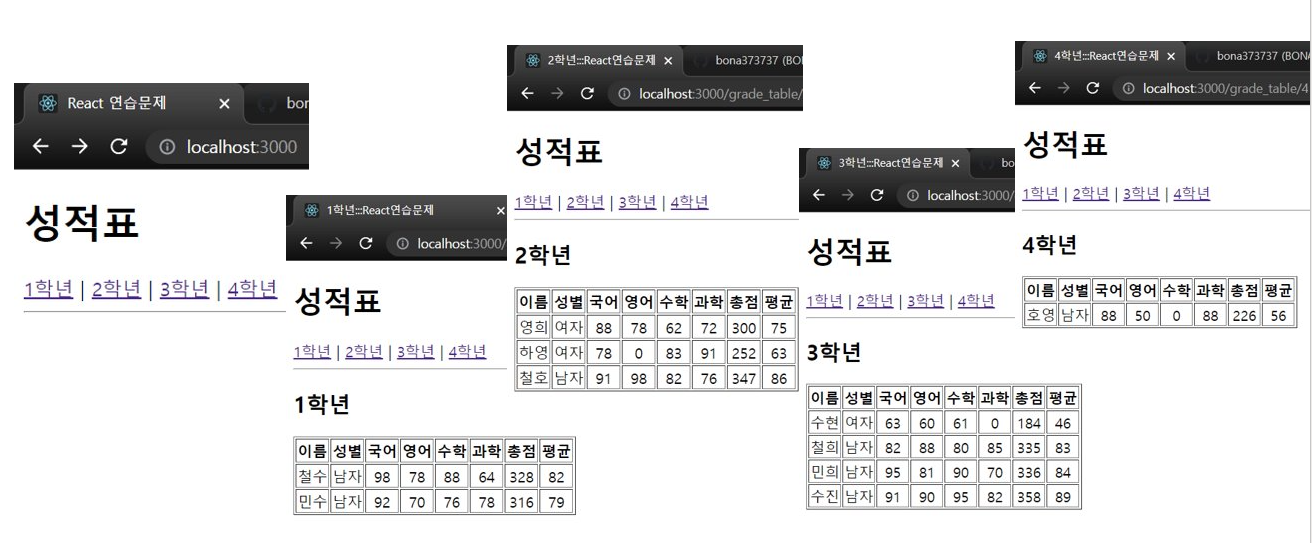 React 연습문제
bon
localhost:3000
성적표
1학년 | 2학년 | 3학년 | 4학년
1학년:::React연습문제
localhost:3000/
성적표
1학년 | 2학년 | 3학년 | 4학년
1학년
이름 성별 국어 영어 수학 과학 총점 평균
철수 남자 98 78 88 64 328 82
민수 남자 92 70 76 78 316 79
2학년:::React연습문제 bona373737 (BON
localhost:3000/grade_table/
성적표
1학년 | 2학년 | 3학년 | 4학년
2학년
이름 성별 국어 영어 수학 과학 총점 평균
영희 여자 88 78 62 72 300 75
하영 여자 78 0 83 91 252 63
철호 남자 91 98 82 76 347 86
3학년:::React연습문제 bo
localhost:3000
성적표
1학년 | 2학년 | 3학년 | 4학년
3학년
이름 성별 국어 영어 수학 과학 총점 평균
수현 여자 63 60 61 0 184 46
철희 남자 82 88 80 85 335 83
민희 남자 95 81 90 70 336 84
수진 남자 91 90 95 82 358 89
4학년:::React연습문제 bona373737 (BON
localhost:3000/grade_table/4
성적표
1학년 | 2학년 | 3학년 | 4학년
4학년
이름 성별 국어 영어 수학 과학 총점 평균
호영 남자 88 50 0 88 226 56